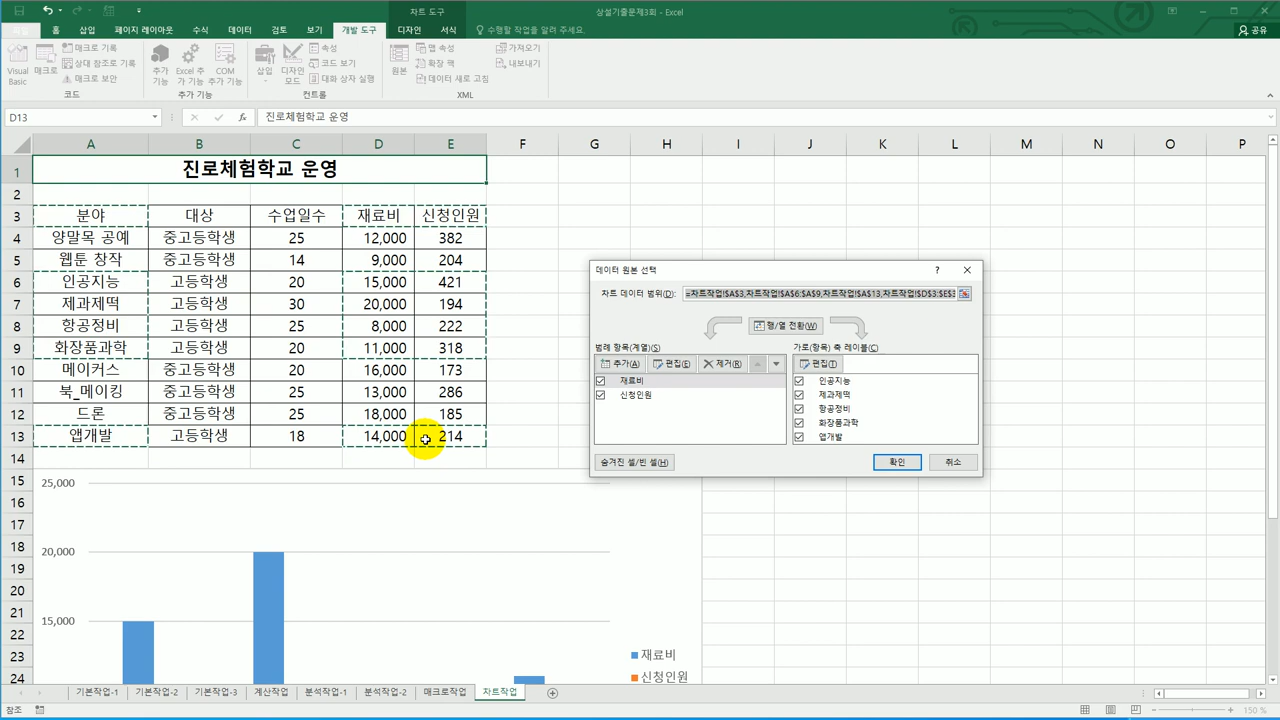 차트 도구
상설기출문제3회 - Excel
홈 삽입 페이지 레이아웃 수식 데이터 검토 보기 개발 도구 디자인 서식 수행할 작업을 알려 주세요. 공유
Visual Basic
매크로
매크로 기록
상대 참조로 기록
매크로 보안
코드
추가 기능
Excel 추가 기능
COM 추가 기능
추가 기능
삽입
디자인 모드
속성
코드 보기
대화 상자 실행
컨트롤
원본
맵 속성
확장 팩
데이터 새로 고침
가져오기
내보내기
XML
D13 fx 진로체험학교 운영
A B C D E F G H I J K L M N O P
1 진로체험학교 운영
2
3 분야 대상 수업일수 재료비 신청인원
4 양말목 공예 중고등학생 25 12,000 382
5 웹툰 창작 중고등학생 14 9,000 204
6 인공지능 고등학생 20 15,000 421
7 제과제떡 고등학생 30 20,000 194
8 항공정비 고등학생 25 8,000 222
9 화장품과학 고등학생 20 11,000 318
10 메이커스 중고등학생 20 16,000 173
11 북_메이킹 중고등학생 25 13,000 286
12 드론 중고등학생 25 18,000 185
13 앱개발 고등학생 18 14,000 214
14
15
16
17
18
19
20
21
22
23
24
25,000
20,000
15,000
재료비
신청인원
데이터 원본 선택 ?
차트 데이터 범위(D): =차트작업!$A$3,차트작업!$A$6:$A$9,차트작업!$A$13,차트작업!$D$3:$E$3
행/열 전환(W)
범례 항목(계열)(S)
추가(A) 편집(E) 제거(R)
재료비
신청인원
가로(항목) 축 레이블(C)
편집(T)
인공지능
제과제떡
항공정비
화장품과학
앱개발
숨겨진 셀/빈 셀(H) 확인 취소
기본작업-1 기본작업-2 기본작업-3 계산작업 분석작업-1 분석작업-2 매크로작업 차트작업
참조 150 %